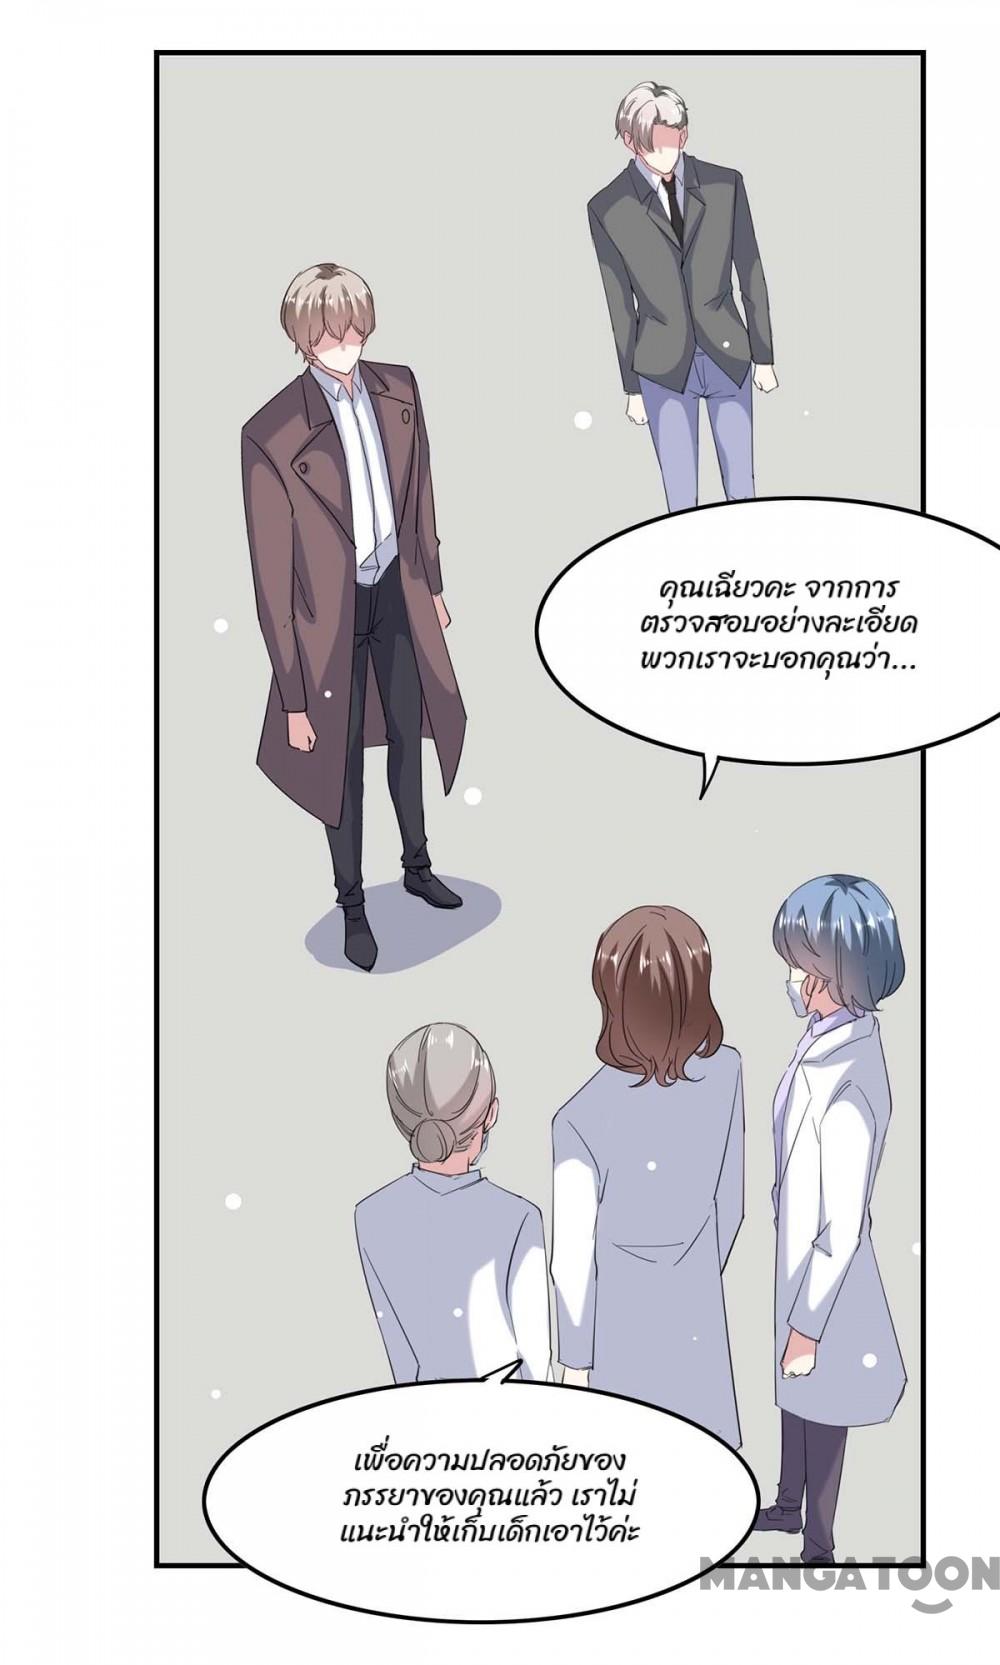 คุณเฉียวคะ จากการ
ตรวจสอบอย่างละเอียด
พวกเราจะบอกคุณว่า...
เพื่อความปลอดภัยของ
ภรรยาของคุณแล้ว เราไม่
แนะนำให้เก็บเด็กเอาไว้ค่ะ
MANGATOON